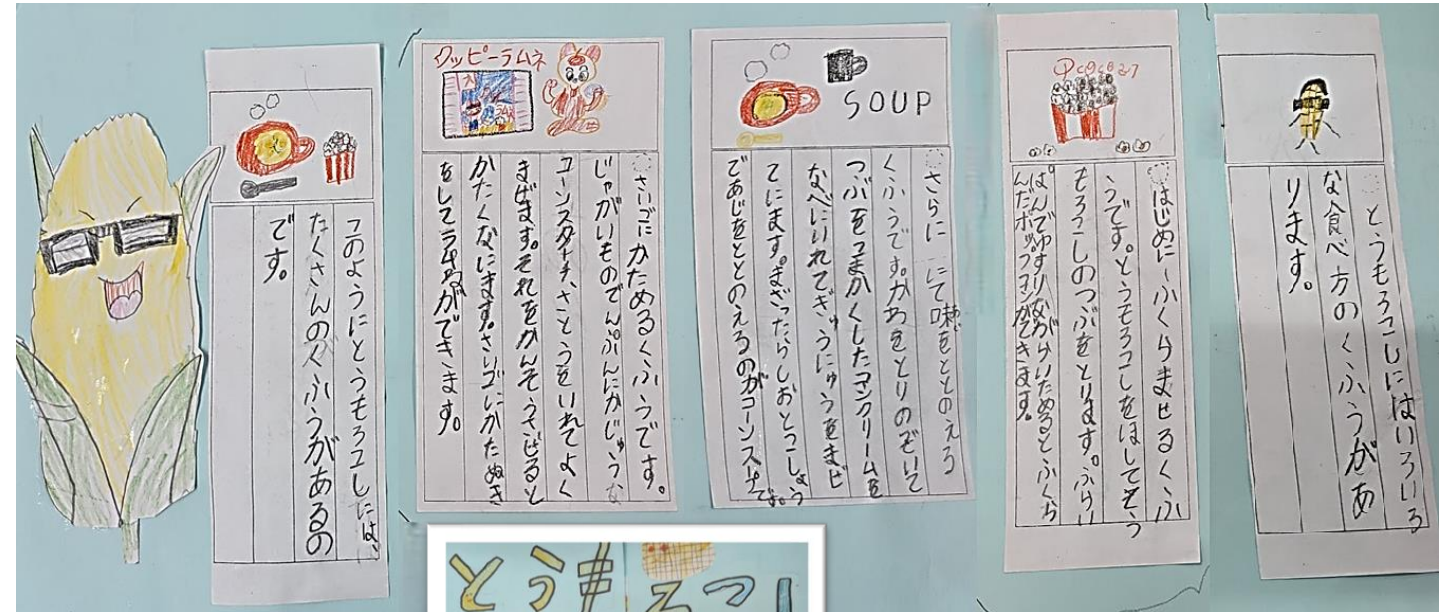 とうもろこしにはいろいろ
な食べ方のくふうがあ
ります。
はじめに、ふくらませるくふ
うです。とうもろコしをほしてそっ
もろコしのつぶをとります。ふらい
ぱんでゆすりながらいためるとふくら
んだポップコンができます。
SOUP
さらに にて味をととのえる
くふうです。かわをとりのぞいて
つぶをこまかくしたコンクリームを
なべにいれてぎゅうにゅうをまぜ
てにます。まざったらしおとこしょう
であじをととのえるのがコーンスープです。
クッピーラムネ
さいごにかためるくふうです。
じゃがいものでんぷんにかじゅうな
コーンスターチ、さとうをいれてよく
まぜます。それをかんそうさせると
かたくなにます。さいごにかたぬき
をしてラムネができます。
このようにとうもろコしには、
たくさんのくふうがあるの
です。
とうもろこし